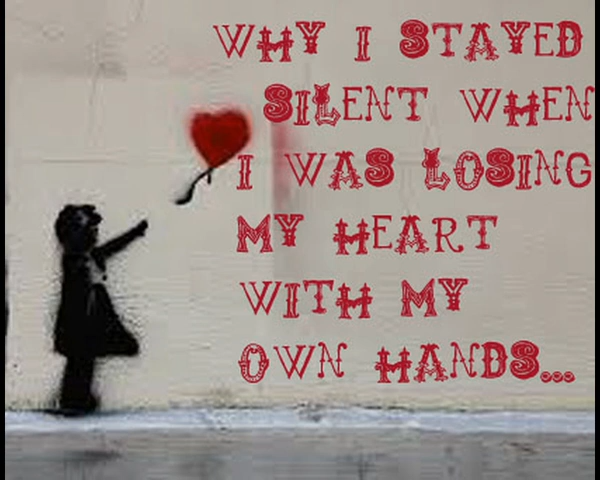 WHY I STAYED
SILENT WHEN
I WAS LOSING
MY HEART
WITH MY
OWN HANDS...